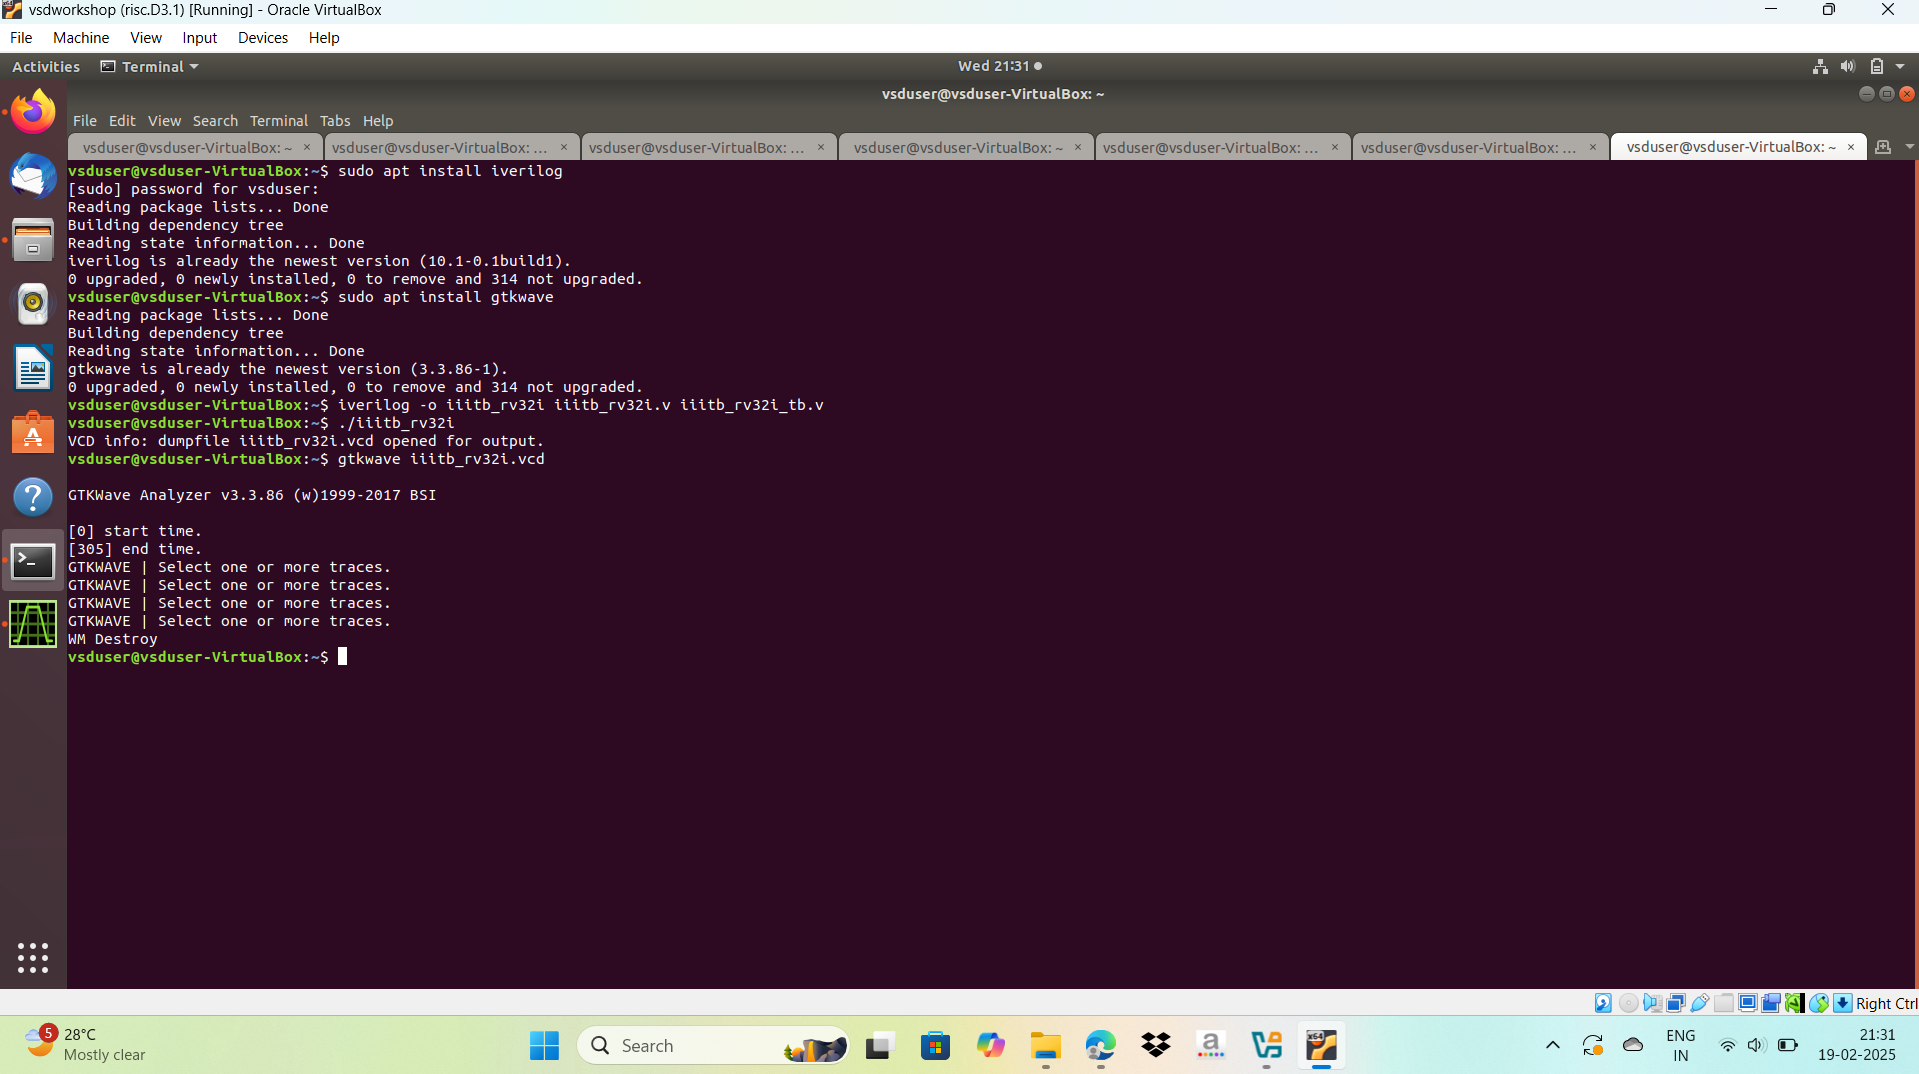 vsdworkshop (risc.D3.1) [Running] - Oracle VirtualBox
File Machine View Input Devices Help
Activities Terminal Wed 21:31
vsduser@vsduser-VirtualBox: ~
File Edit View Search Terminal Tabs Help
vsduser@vsduser-VirtualBox: ~ × vsduser@vsduser-VirtualBox: ... × vsduser@vsduser-VirtualBox: ... × vsduser@vsduser-VirtualBox: ~ × vsduser@vsduser-VirtualBox: ... × vsduser@vsduser-VirtualBox: ... × vsduser@vsduser-VirtualBox: ~ ×
vsduser@vsduser-VirtualBox:~$ sudo apt install iverilog
[sudo] password for vsduser:
Reading package lists... Done
Building dependency tree
Reading state information... Done
iverilog is already the newest version (10.1-0.1build1).
0 upgraded, 0 newly installed, 0 to remove and 314 not upgraded.
vsduser@vsduser-VirtualBox:~$ sudo apt install gtkwave
Reading package lists... Done
Building dependency tree
Reading state information... Done
gtkwave is already the newest version (3.3.86-1).
0 upgraded, 0 newly installed, 0 to remove and 314 not upgraded.
vsduser@vsduser-VirtualBox:~$ iverilog -o iiitb_rv32i iiitb_rv32i.v iiitb_rv32i_tb.v
vsduser@vsduser-VirtualBox:~$ ./iiitb_rv32i
VCD info: dumpfile iiitb_rv32i.vcd opened for output.
vsduser@vsduser-VirtualBox:~$ gtkwave iiitb_rv32i.vcd
GTKWave Analyzer v3.3.86 (w)1999-2017 BSI
[0] start time.
[305] end time.
GTKWAVE | Select one or more traces.
GTKWAVE | Select one or more traces.
GTKWAVE | Select one or more traces.
GTKWAVE | Select one or more traces.
WM Destroy
vsduser@vsduser-VirtualBox:~$
Right Ctrl
5 28°C
Mostly clear
Search
ENG
IN
21:31
19-02-2025